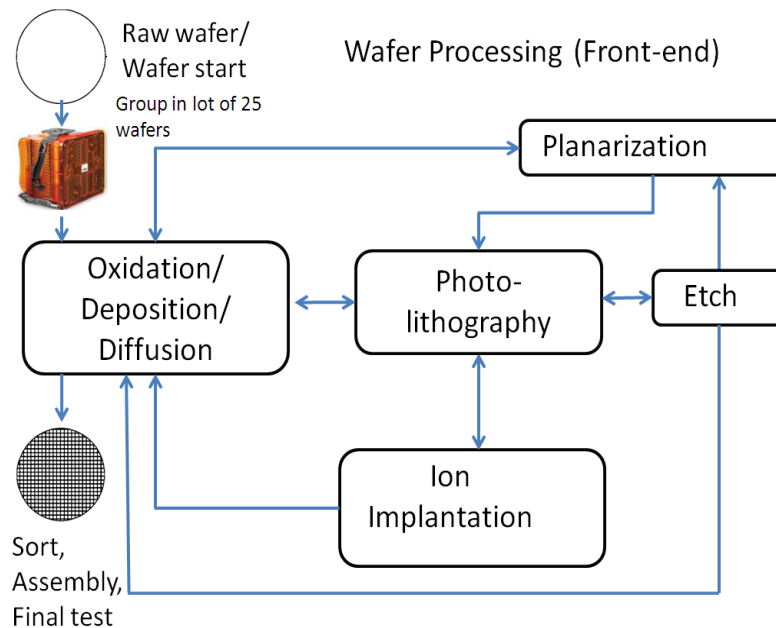 Raw wafer/
Wafer start
Group in lot of 25
wafers
Wafer Processing (Front-end)
Planarization
Oxidation/
Deposition/
Diffusion
Photo-
lithography
Etch
Ion
Implantation
Sort,
Assembly,
Final test